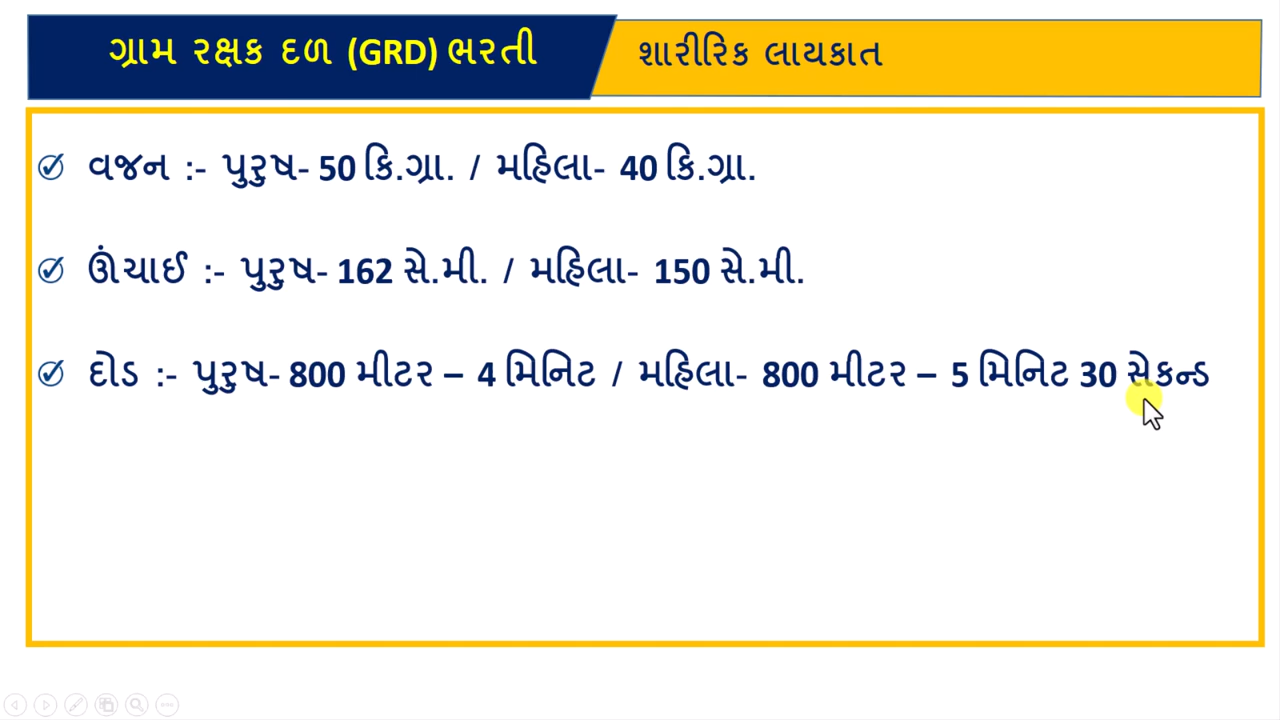 ગ્રામ રક્ષક દળ (GRD) ભરતી
શારીરિક લાયકાત
વજન :- પુરુષ- 50 કિ.ગ્રા. / મહિલા- 40 કિ.ગ્રા.
ઊંચાઈ :- પુરુષ- 162 સે.મી. / મહિલા- 150 સે.મી.
દોડ :- પુરુષ- 800 મીટર – 4 મિનિટ / મહિલા- 800 મીટર – 5 મિનિટ 30 સેકન્ડ